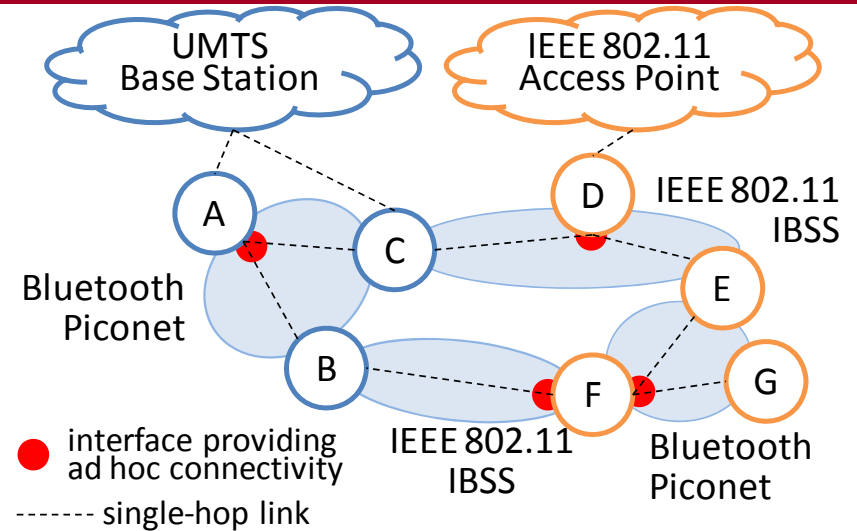 UMTS
Base Station
IEEE 802.11
Access Point
A
D
IEEE 802.11
IBSS
C
E
Bluetooth
Piconet
B
F
G
IEEE 802.11
IBSS
Bluetooth
Piconet
interface providing
ad hoc connectivity
single-hop link